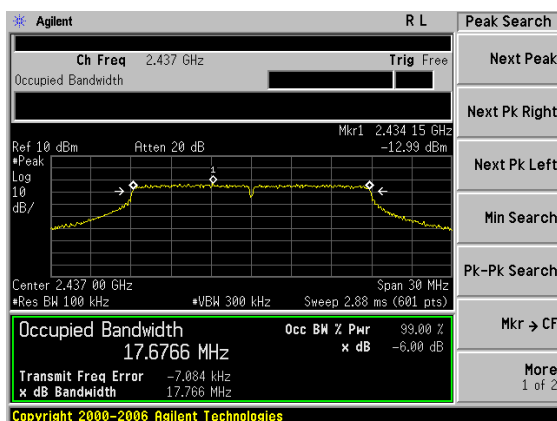 Agilent R L Peak Search
Ch Freq 2.437 GHz Trig Free
Occupied Bandwidth
Next Peak
Next Pk Right
Next Pk Left
Min Search
Pk-Pk Search
Mkr → CF
More
1 of 2
Mkr1 2.434 15 GHz
Ref 10 dBm Atten 20 dB -12.99 dBm
#Peak
Log
10
dB/
1
Center 2.437 00 GHz Span 30 MHz
#Res BW 100 kHz #VBW 300 kHz Sweep 2.88 ms (601 pts)
Occupied Bandwidth Occ BW % Pwr 99.00 %
17.6766 MHz x dB -6.00 dB
Transmit Freq Error -7.084 kHz
x dB Bandwidth 17.766 MHz
Copyright 2000-2006 Agilent Technologies